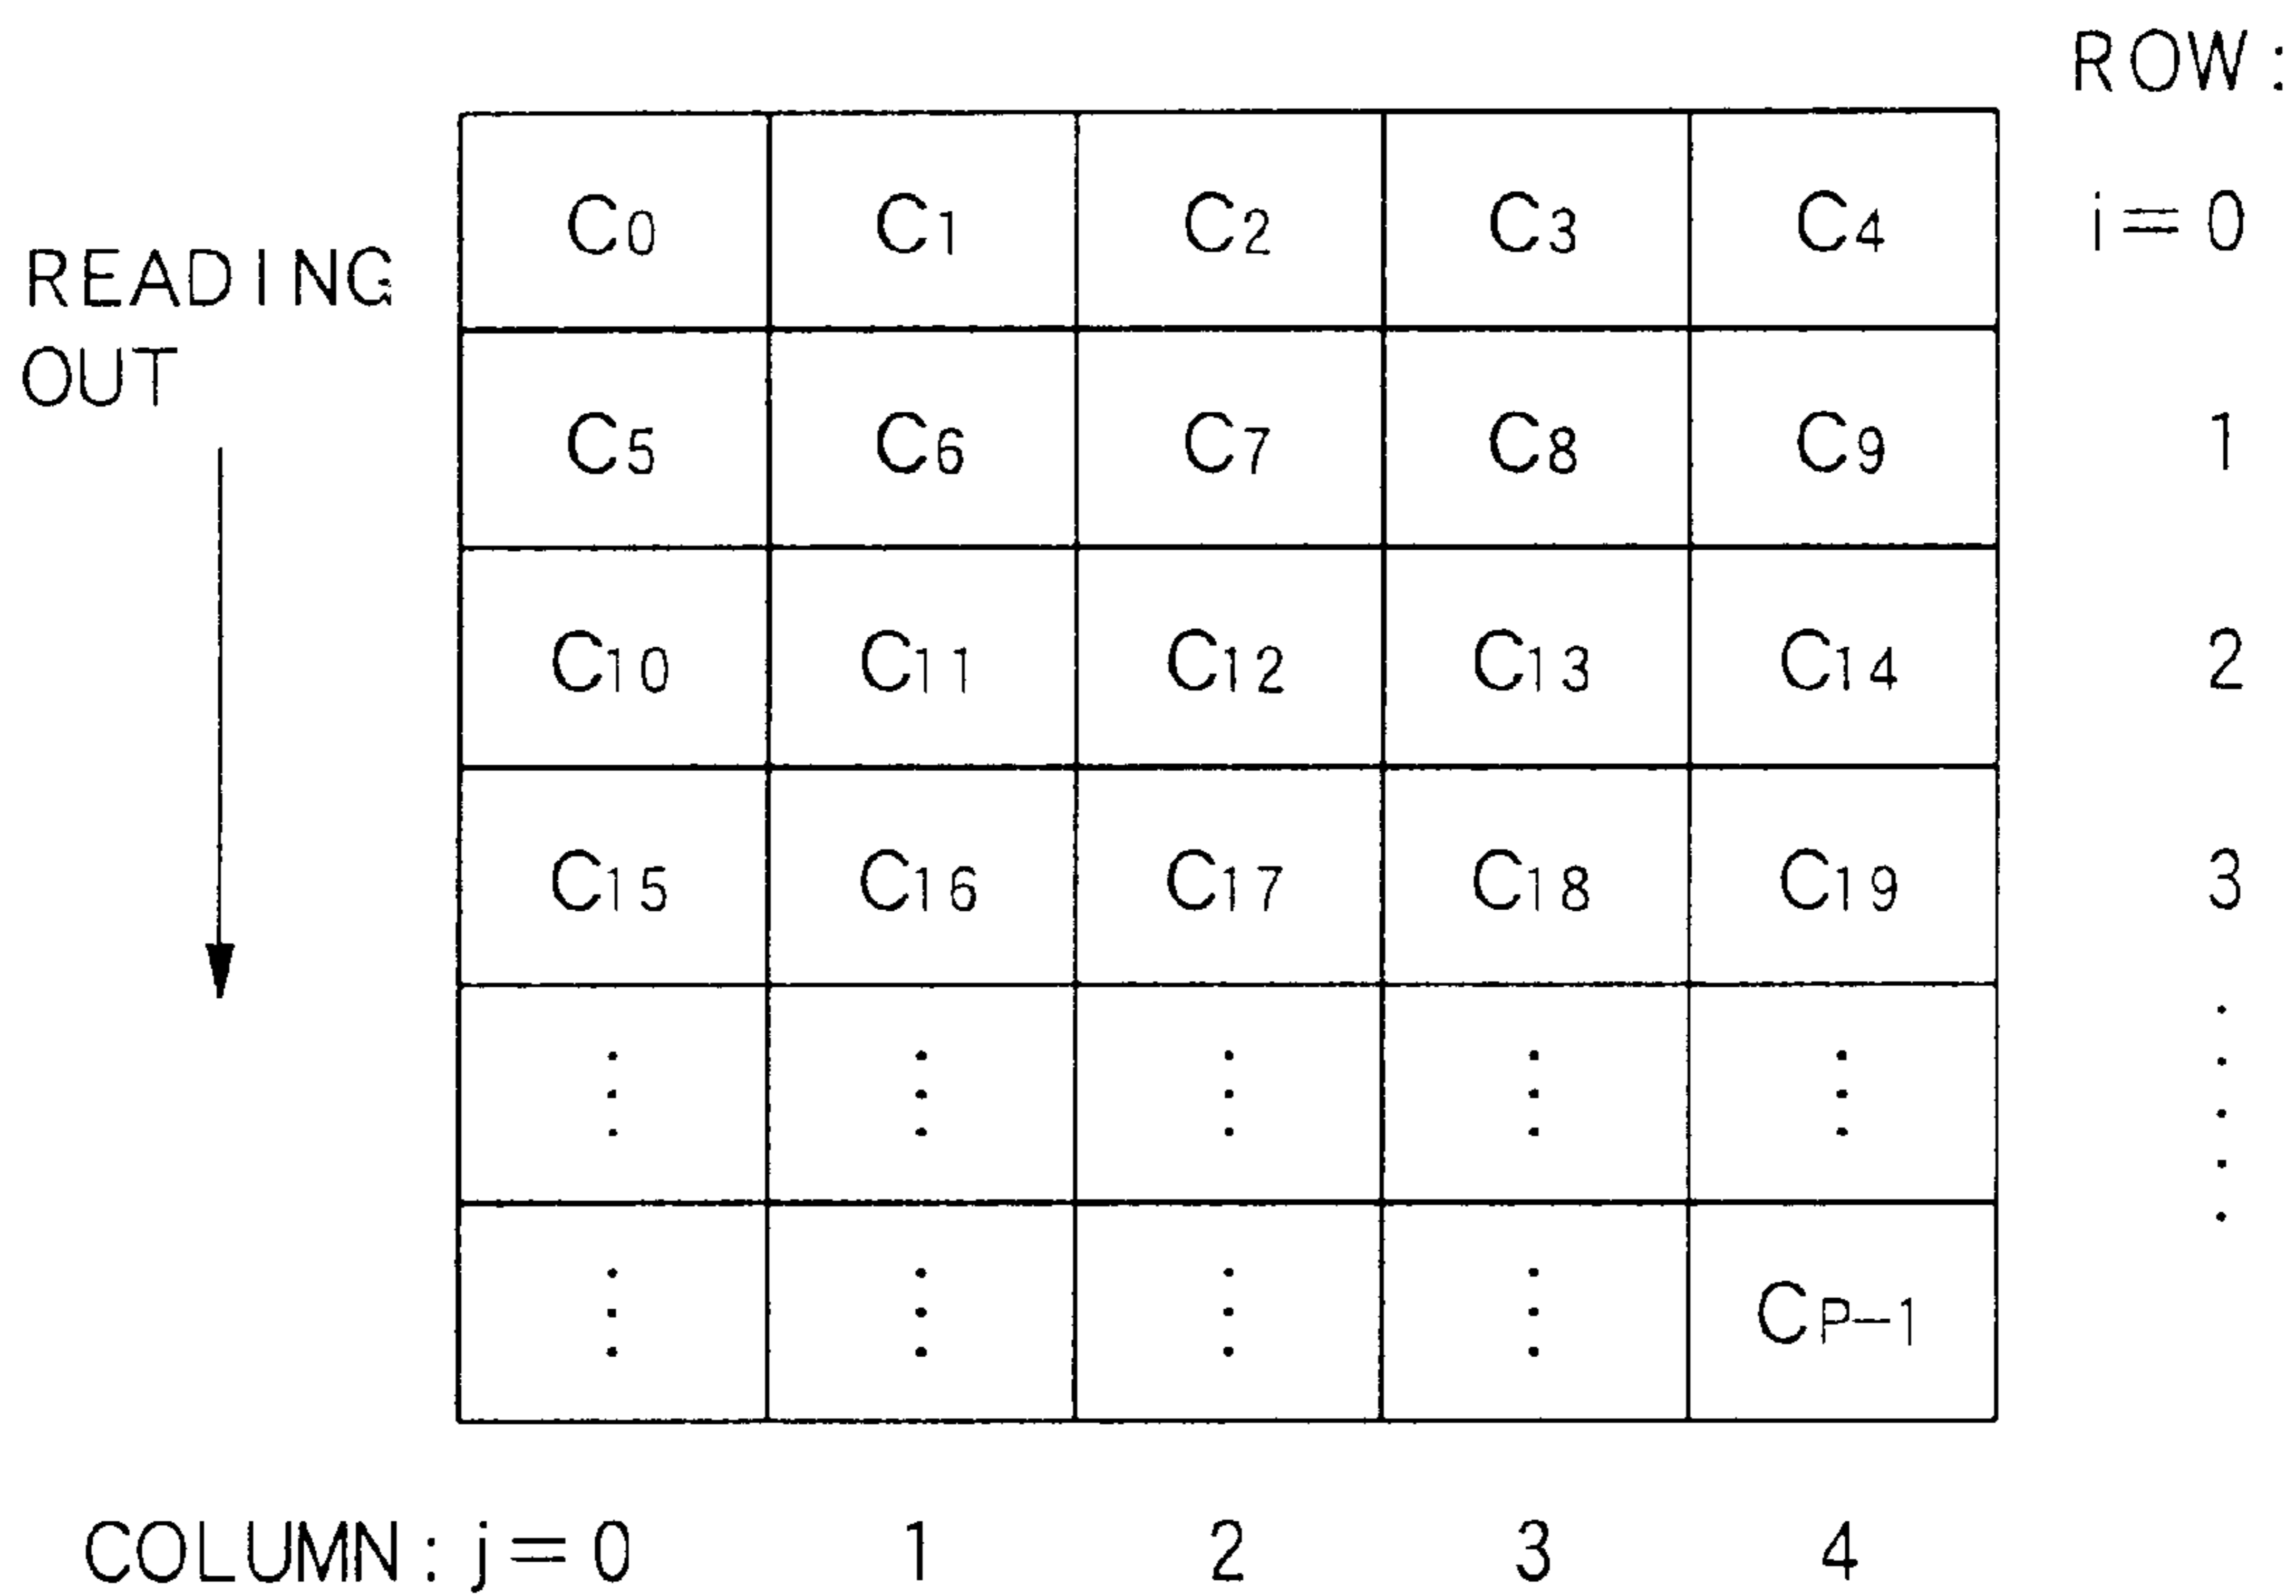 ROW:
C0 C1 C2 C3 C4 i=0
READING
OUT
C5 C6 C7 C8 C9 1
C10 C11 C12 C13 C14 2
C15 C16 C17 C18 C19 3
CP-1
COLUMN: j=0 1 2 3 4